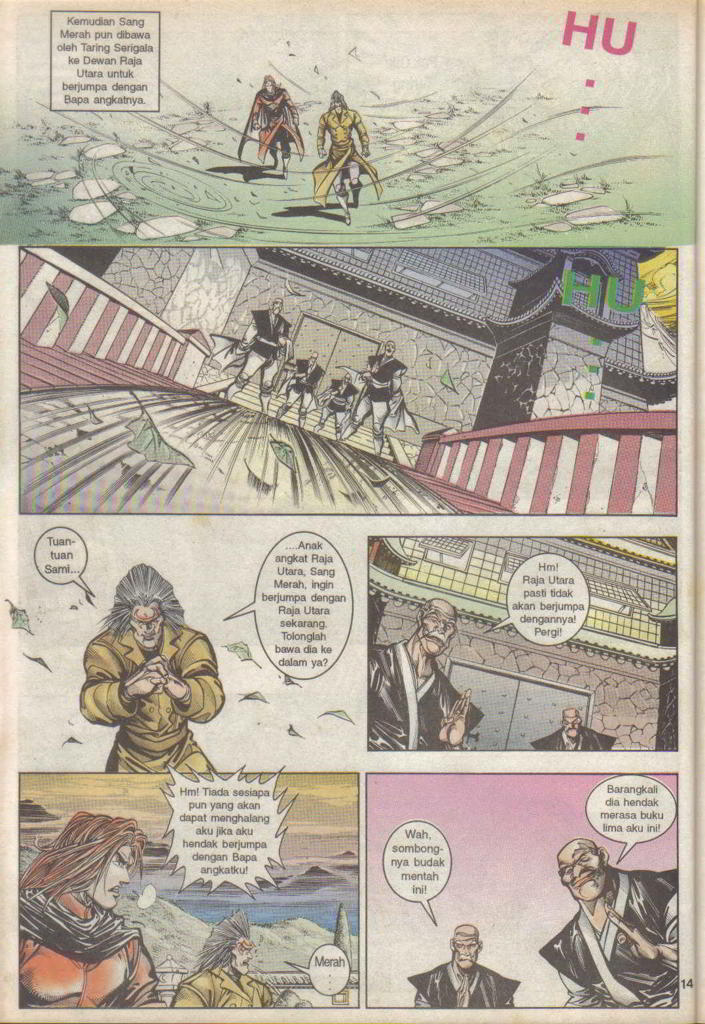 Kemudian Sang
Merah pun dibawa
oleh Taring Serigala
ke Dewan Raja
Utara untuk
berjumpa dengan
Bapa angkatnya.
HU
...
HU
...
Tuan-
tuan
Sami...
....Anak
angkat Raja
Utara, Sang
Merah, ingin
berjumpa dengan
Raja Utara
sekarang.
Tolonglah
bawa dia ke
dalam ya?
Hm!
Raja Utara
pasti tidak
akan berjumpa
dengannya!
Pergi!
Hm! Tiada sesiapa
pun yang akan
dapat menghalang
aku jika aku
hendak berjumpa
dengan Bapa
angkatku!
Merah
...
Wah,
sombong-
nya budak
mentah
ini!
Barangkali
dia hendak
merasa buku
lima aku ini!
14